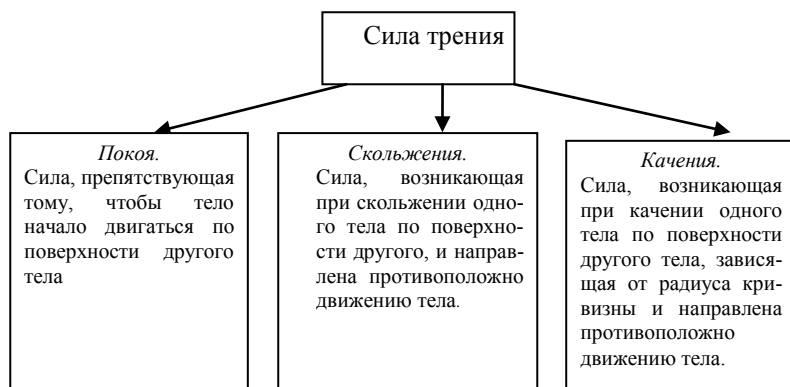 Сила трения
Покоя.
Сила, препятствующая
тому, чтобы тело
начало двигаться по
поверхности другого
тела
Скольжения.
Сила, возникающая
при скольжении одно-
го тела по поверхно-
сти другого, и направ-
лена противоположно
движению тела.
Качения.
Сила, возникающая
при качении одного
тела по поверхности
другого тела, завися-
щая от радиуса кри-
визны и направлена
противоположно
движению тела.